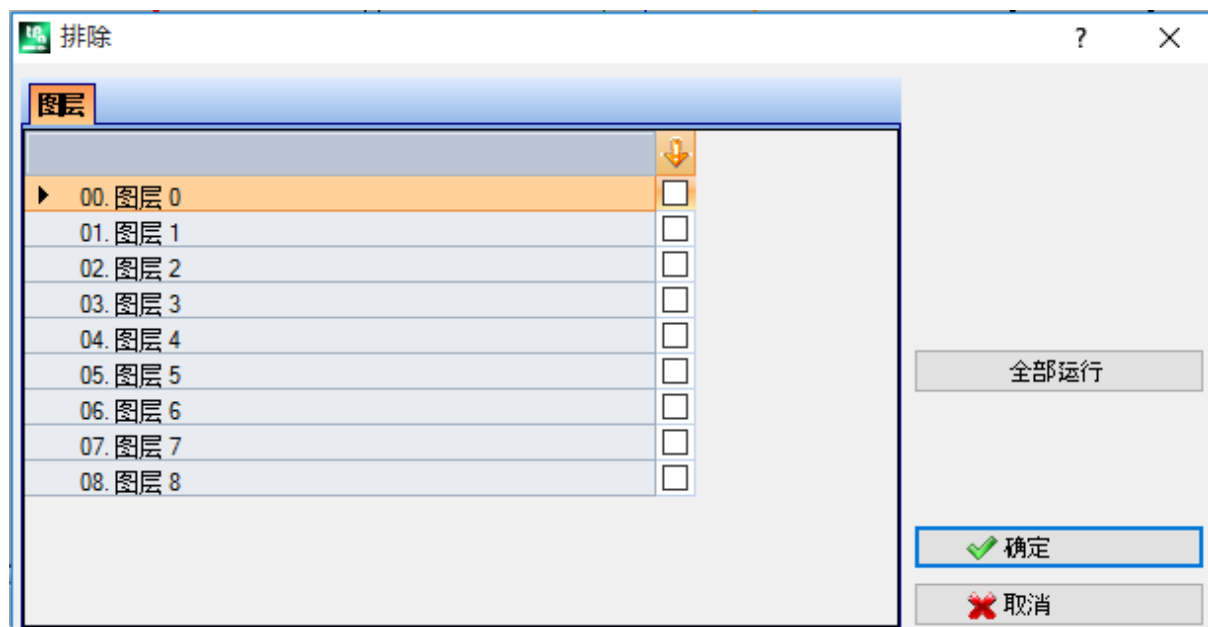 排除
?
图层
00. 图层 0
01. 图层 1
02. 图层 2
03. 图层 3
04. 图层 4
05. 图层 5
06. 图层 6
07. 图层 7
08. 图层 8
全部运行
确定
取消